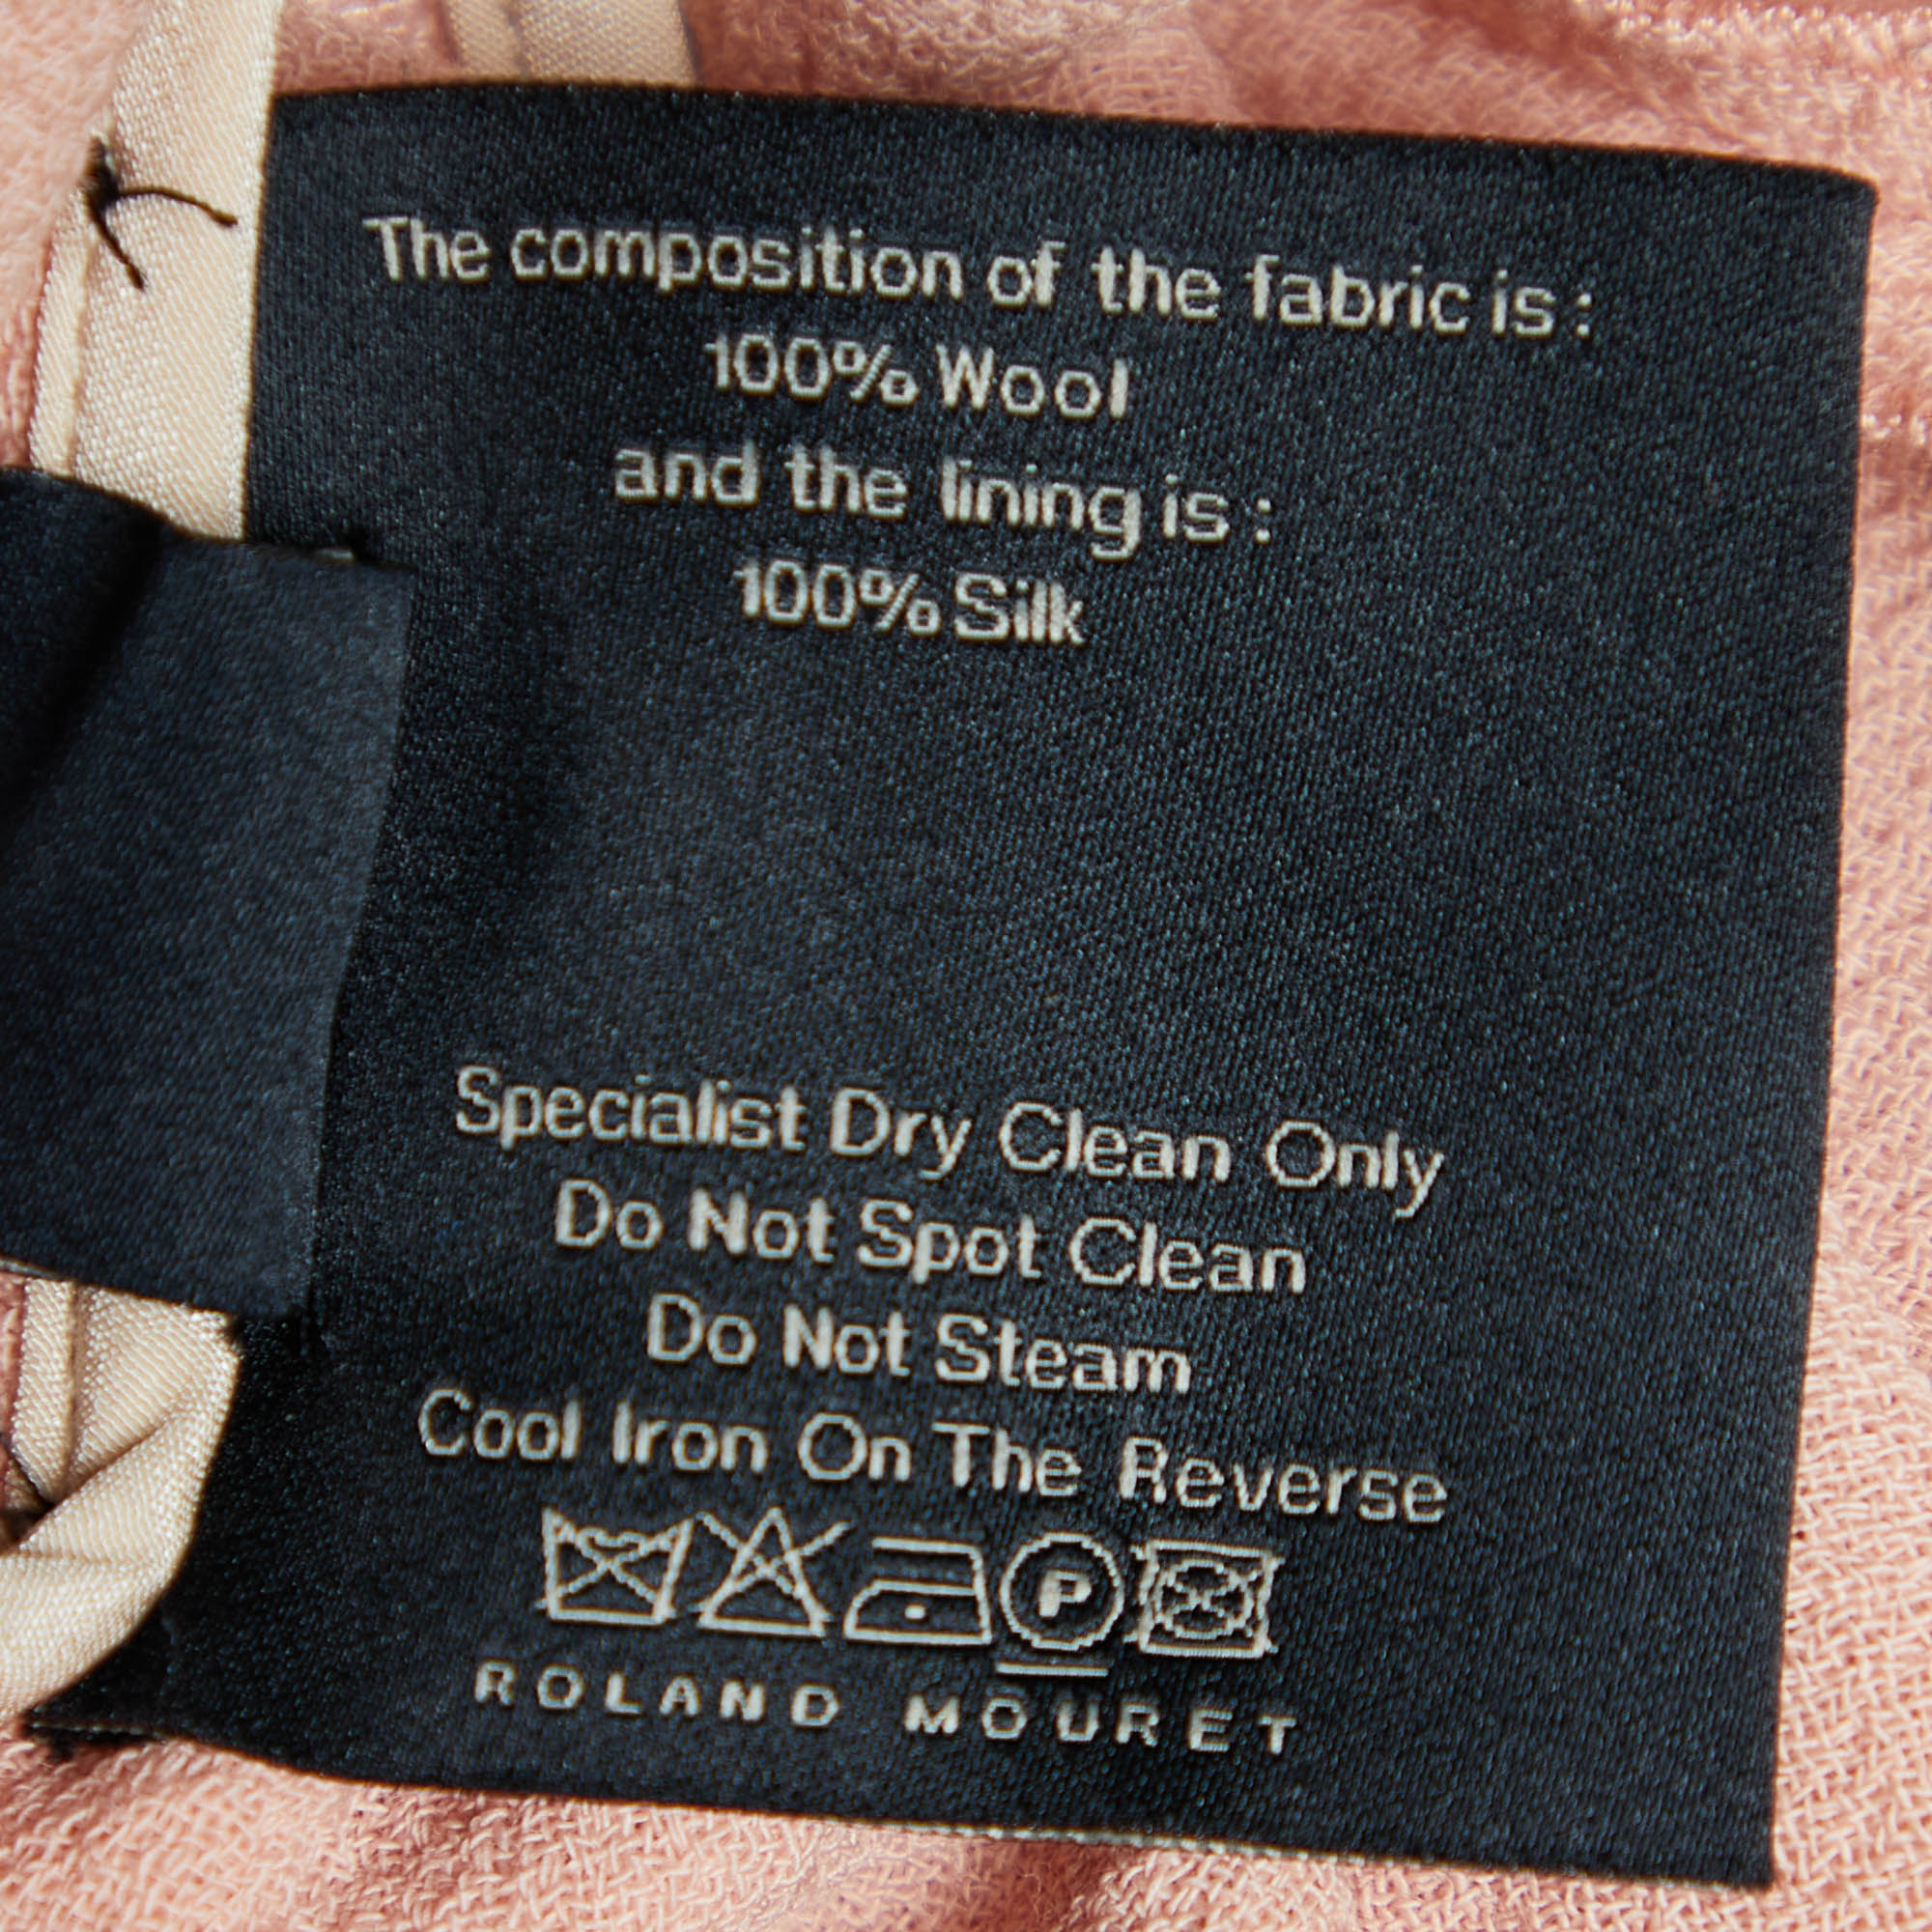 The composition of the fabric is :
100% Wool
and the lining is :
100% Silk
Specialist Dry Clean Only
Do Not Spot Clean
Do Not Steam
Cool Iron On The Reverse
P
ROLAND MOURET